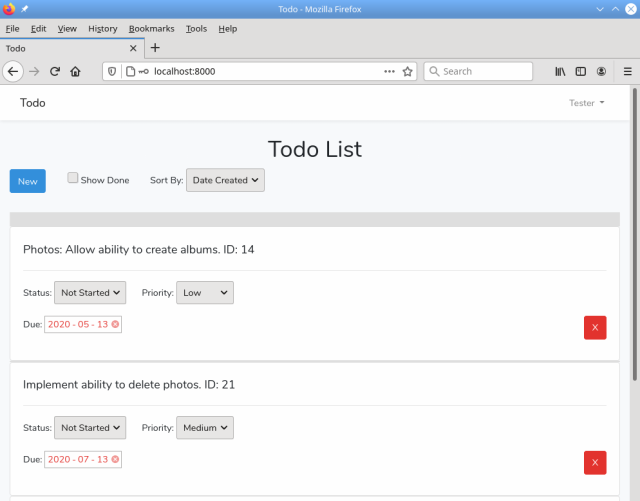 Todo - Mozilla Firefox
File Edit View History Bookmarks Tools Help
Todo
localhost:8000 Search
Todo Tester
Todo List
New Show Done Sort By: Date Created
Photos: Allow ability to create albums. ID: 14
Status: Not Started Priority: Low
Due: 2020 - 05 - 13 X
Implement ability to delete photos. ID: 21
Status: Not Started Priority: Medium
Due: 2020 - 07 - 13 X